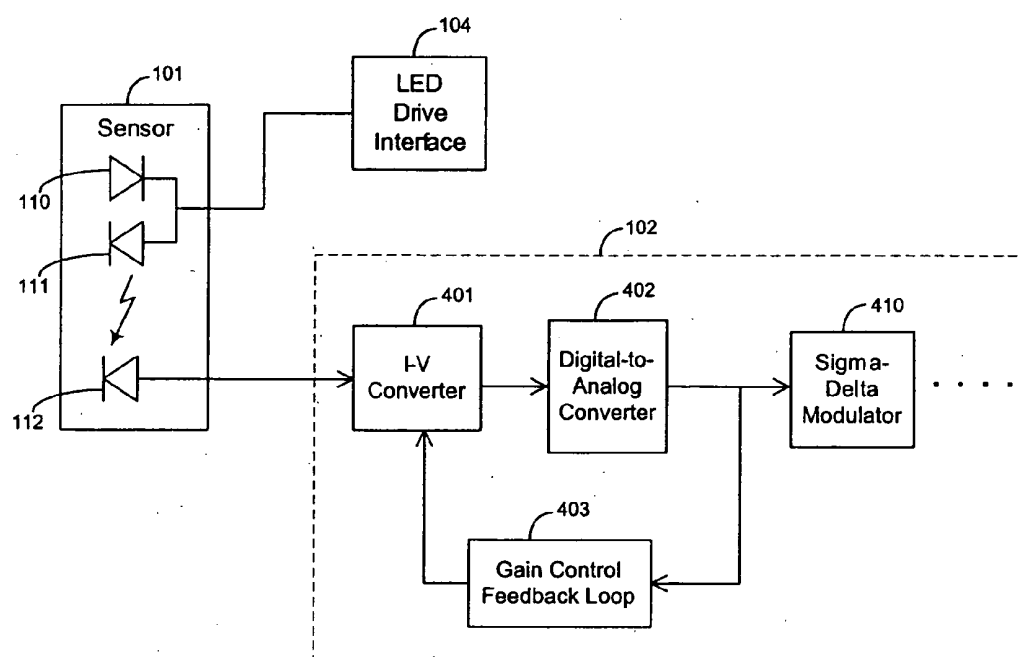 104
LED
Drive
Interface
101
Sensor
110
111
112
102
401
I-V
Converter
402
Digital-to-
Analog
Converter
410
Sigma-
Delta
Modulator
403
Gain Control
Feedback Loop